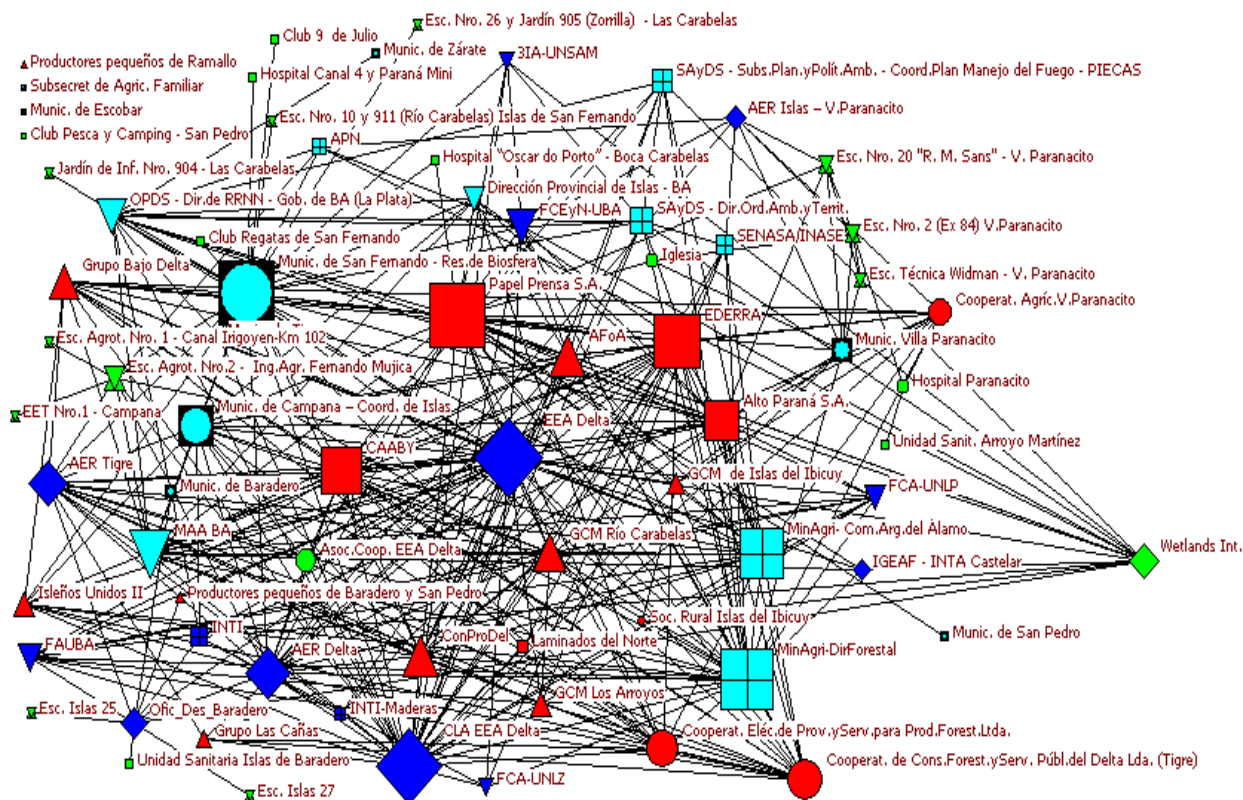 Esc. Nro. 26 y Jardín 905 (Zorrilla) - Las Carabelas
Club 9 de Julio
Munic. de Zárate
3IA-UNSAM
Productores pequeños de Ramallo
SAyDS - Subs.Plan.yPolít.Amb. - Coord.Plan Manejo del Fuego - PIECAS
Hospital Canal 4 y Paraná Mini
Subsecret de Agric. Familiar
Munic. de Escobar
AER Islas – V.Paranacito
Esc. Nro. 10 y 911 (Río Carabelas) Islas de San Fernando
Club Pesca y Camping - San Pedro
APN
Hospital "Oscar do Porto" - Boca Carabelas
Esc. Nro. 20 "R. M. Sans" - V. Paranacito
Jardín de Inf. Nro. 904 - Las Carabelas
Dirección Provincial de Islas - BA
OPDS - Dir.de RRNN - Gob. de BA (La Plata)
FCEyN-UBA
SAyDS - Dir.Ord.Amb.yTerrit.
Esc. Nro. 2 (Ex 84) V.Paranacito
Club Regatas de San Fernando
SENASA/INASE
Iglesia
Grupo Bajo Delta
Munic. de San Fernando - Res.de Biosfera
Esc. Técnica Widman - V. Paranacito
Papel Prensa S.A.
Cooperat. Agríc.V.Paranacito
EDERRA
Esc. Agrot. Nro. 1 - Canal Irigoyen-Km 102
AFoA
Munic. Villa Paranacito
Esc. Agrot. Nro.2 - Ing.Agr. Fernando Mujica
Hospital Paranacito
EET Nro.1 - Campana
Munic. de Campana – Coord. de Islas
EEA Delta
Alto Paraná S.A.
CAABY
Unidad Sanit. Arroyo Martínez
AER Tigre
GCM de Islas del Ibicuy
Munic. de Baradero
FCA-UNLP
MAA BA
GCM Río Carabelas
MinAgri- Com.Arg.del Álamo
Asoc.Coop. EEA Delta
Wetlands Int.
IGEAF - INTA Castelar
Isleños Unidos II
Productores pequeños de Baradero y San Pedro
Soc. Rural Islas del Ibicuy
INTI
Munic. de San Pedro
FAUBA
AER Delta
ConProDel
Laminados del Norte
MinAgri-DirForestal
GCM Los Arroyos
Esc. Islas 25
Ofic_Des_Baradero
INTI-Maderas
Grupo Las Cañas
CLA EEA Delta
Cooperat. Eléc.de Prov.yServ.para Prod.Forest.Ltda.
Unidad Sanitaria Islas de Baradero
Cooperat. de Cons.Forest.yServ. Públ.del Delta Lda. (Tigre)
FCA-UNLZ
Esc. Islas 27